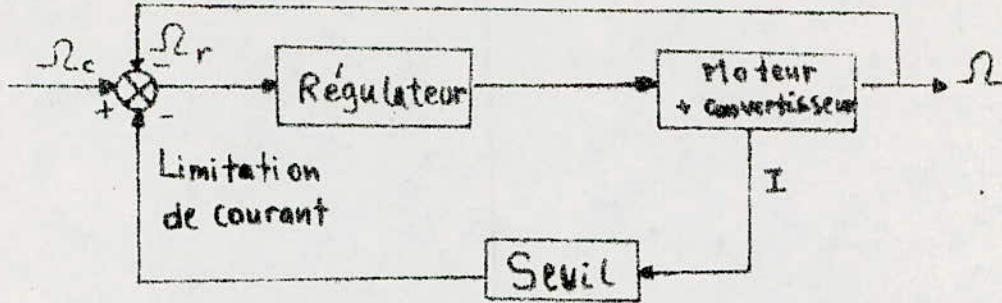 Ωc
Ωr
+
-
-
Régulateur
Moteur
+ convertisseur
Ω
Limitation
de courant
I
Seuil